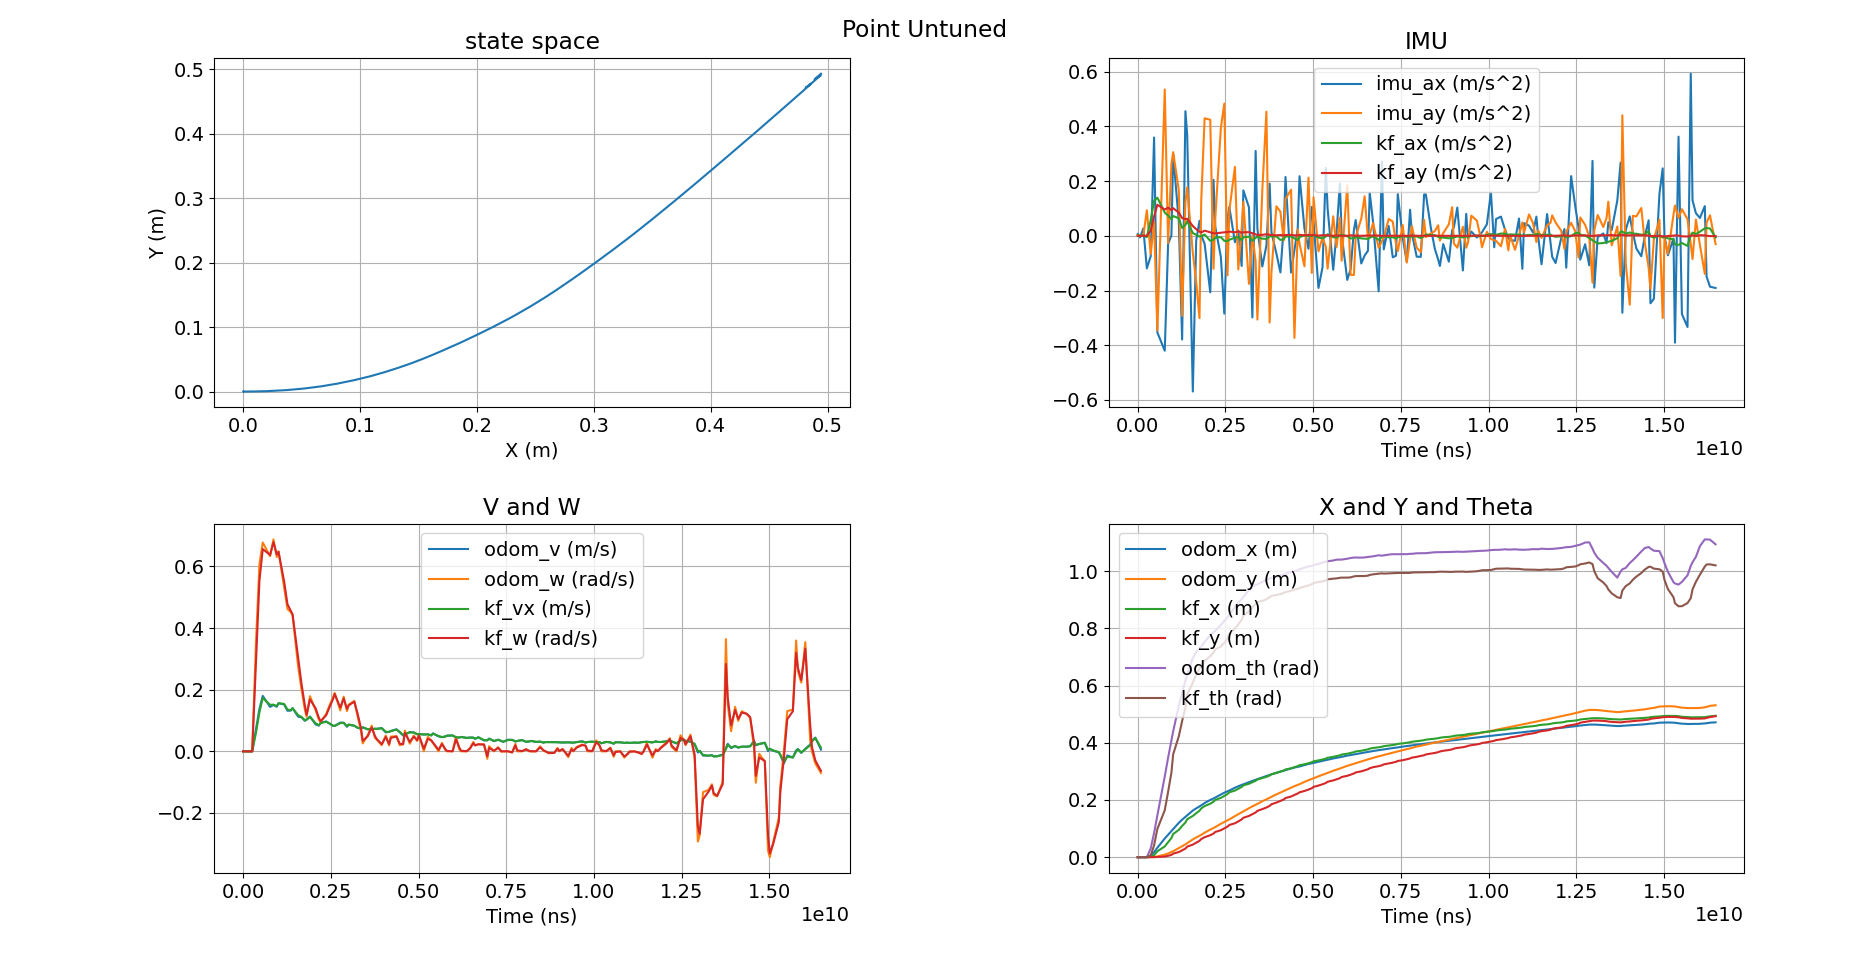 Point Untuned
state space
0.5
0.4
0.3
0.2
0.1
0.0
Y (m)
0.0 0.1 0.2 0.3 0.4 0.5
X (m)
IMU
imu_ax (m/s^2)
imu_ay (m/s^2)
kf_ax (m/s^2)
kf_ay (m/s^2)
0.6
0.4
0.2
0.0
−0.2
−0.4
−0.6
0.00 0.25 0.50 0.75 1.00 1.25 1.50
Time (ns)
1e10
V and W
odom_v (m/s)
odom_w (rad/s)
kf_vx (m/s)
kf_w (rad/s)
0.6
0.4
0.2
0.0
−0.2
0.00 0.25 0.50 0.75 1.00 1.25 1.50
Time (ns)
1e10
X and Y and Theta
odom_x (m)
odom_y (m)
kf_x (m)
kf_y (m)
odom_th (rad)
kf_th (rad)
1.0
0.8
0.6
0.4
0.2
0.0
0.00 0.25 0.50 0.75 1.00 1.25 1.50
Time (ns)
1e10